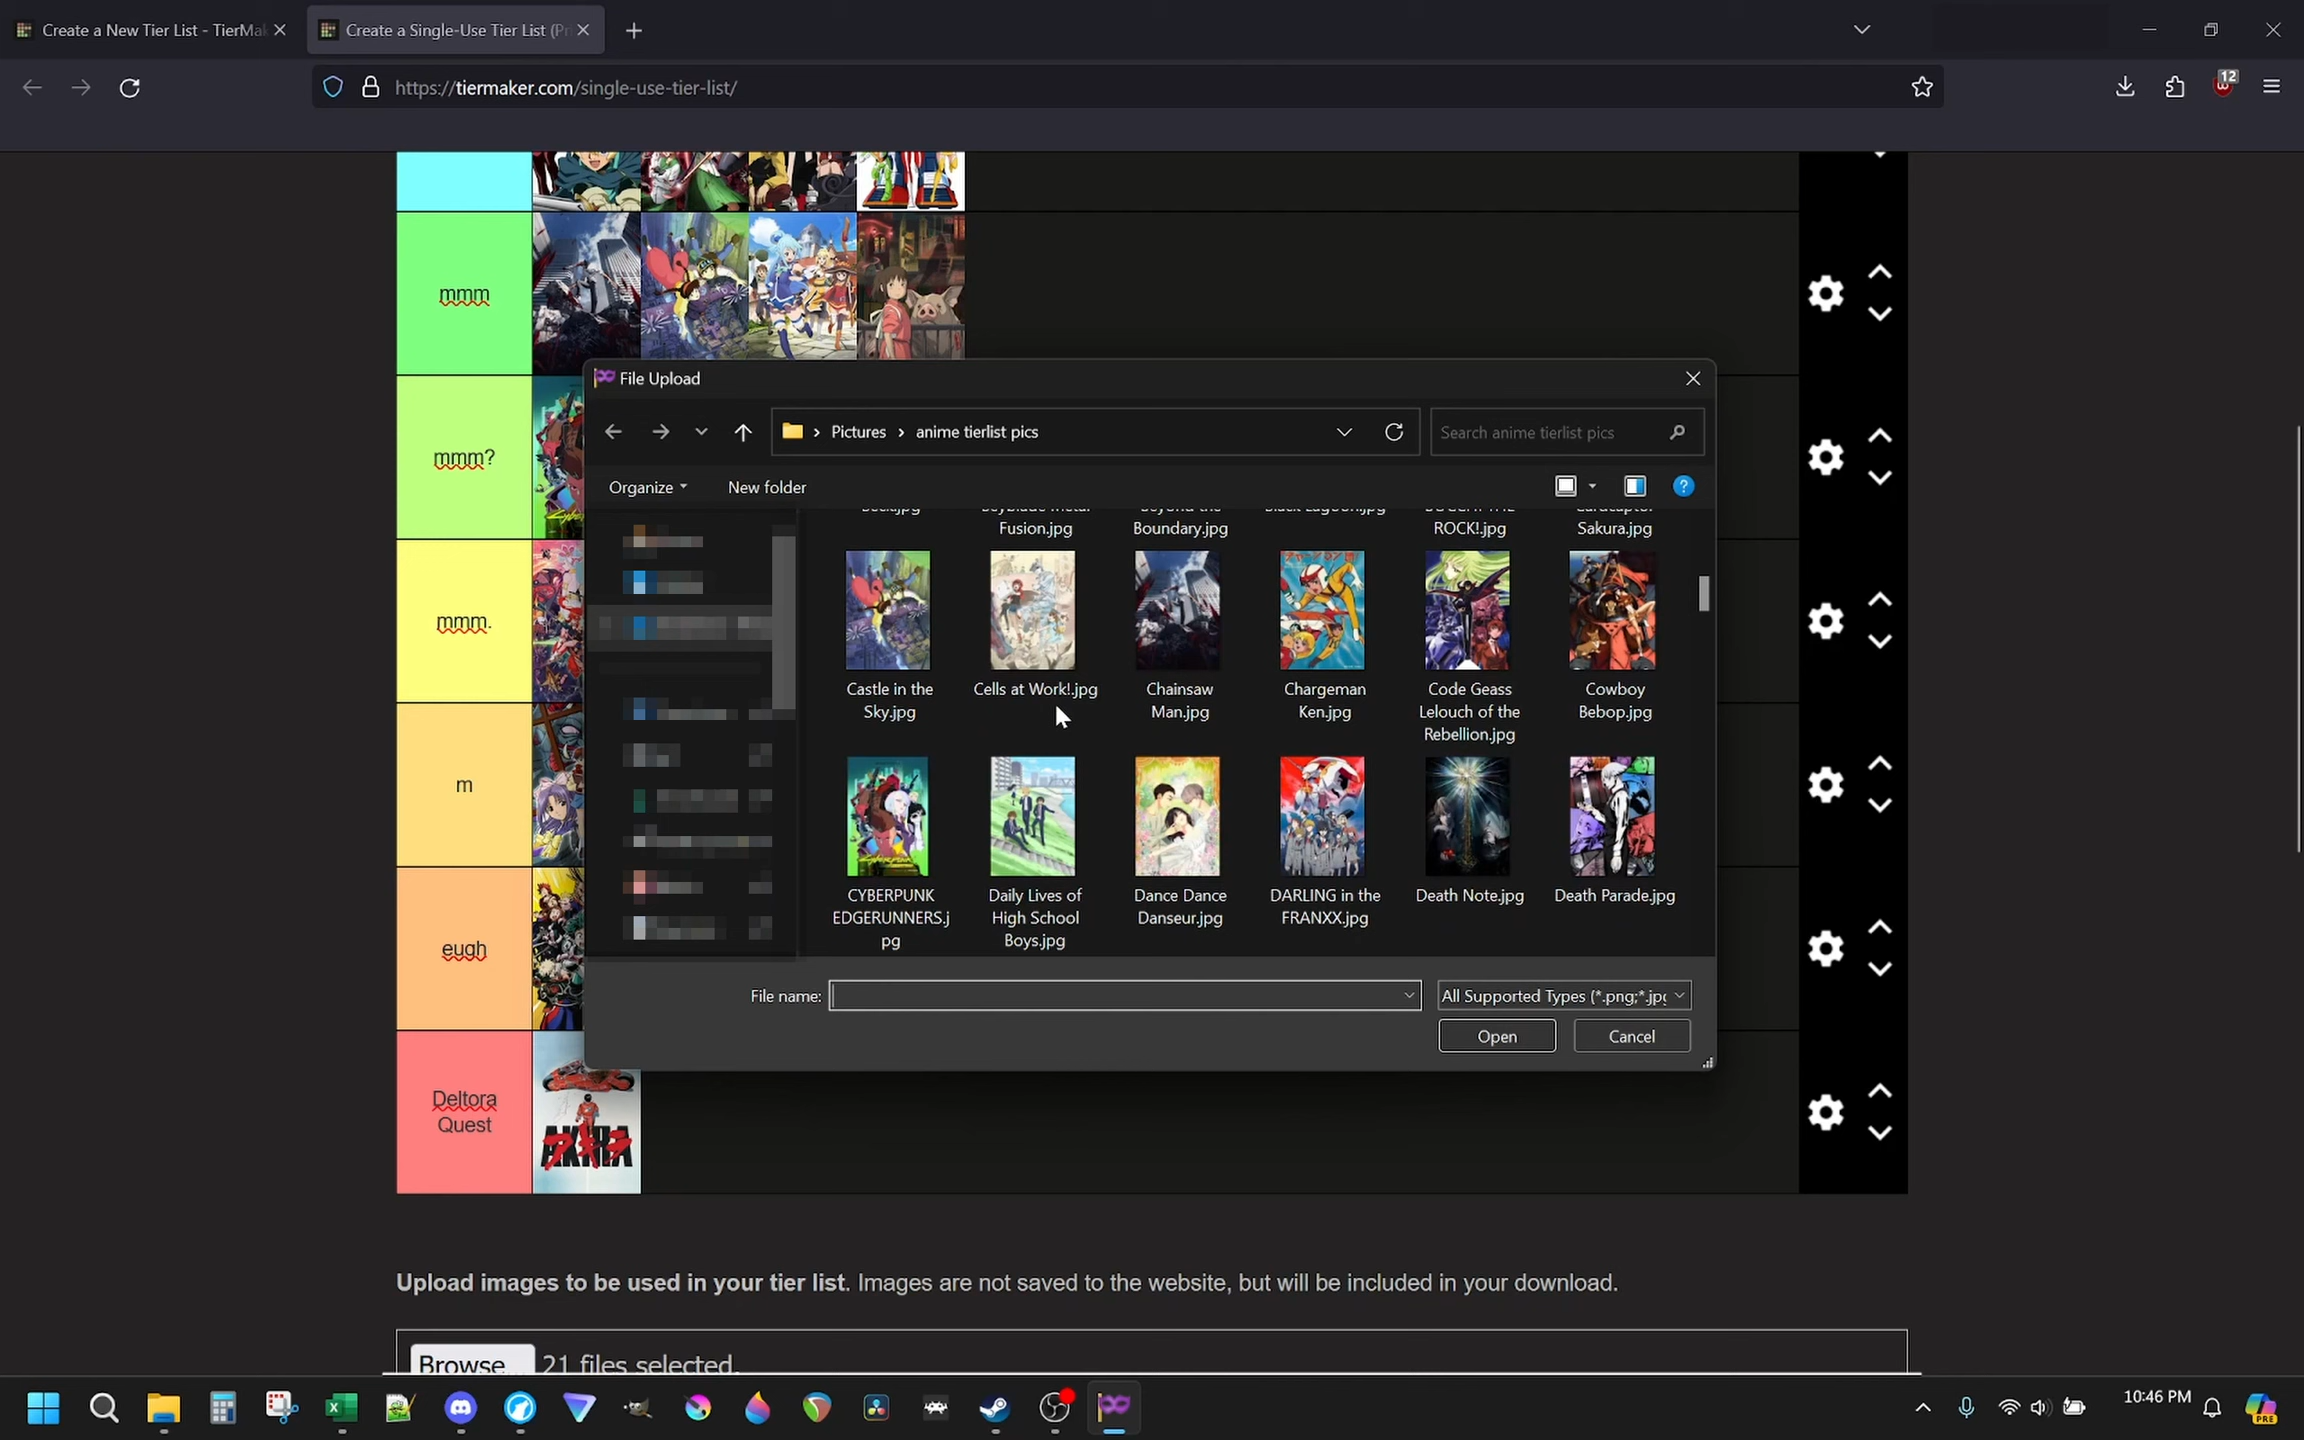 Create a New Tier List - TierMa
Create a Single-Use Tier List (Pr
https://tiermaker.com/single-use-tier-list/
12
mmm
mmm?
mmm.
m
eugh
Deltora
Quest
AKIRA
アキラ
File Upload
Pictures > anime tierlist pics
Search anime tierlist pics
Organize
New folder
Fusion.jpg
Boundary.jpg
ROCK!.jpg
Sakura.jpg
Castle in the
Sky.jpg
Cells at Work!.jpg
Chainsaw
Man.jpg
Chargeman
Ken.jpg
Code Geass
Lelouch of the
Rebellion.jpg
Cowboy
Bebop.jpg
CYBERPUNK
EDGERUNNERS.j
pg
Daily Lives of
High School
Boys.jpg
Dance Dance
Danseur.jpg
DARLING in the
FRANXX.jpg
Death Note.jpg
Death Parade.jpg
File name:
All Supported Types (*.png;*.jp
Open
Cancel
Upload images to be used in your tier list. Images are not saved to the website, but will be included in your download.
Browse... 21 files selected.
10:46 PM
PRE